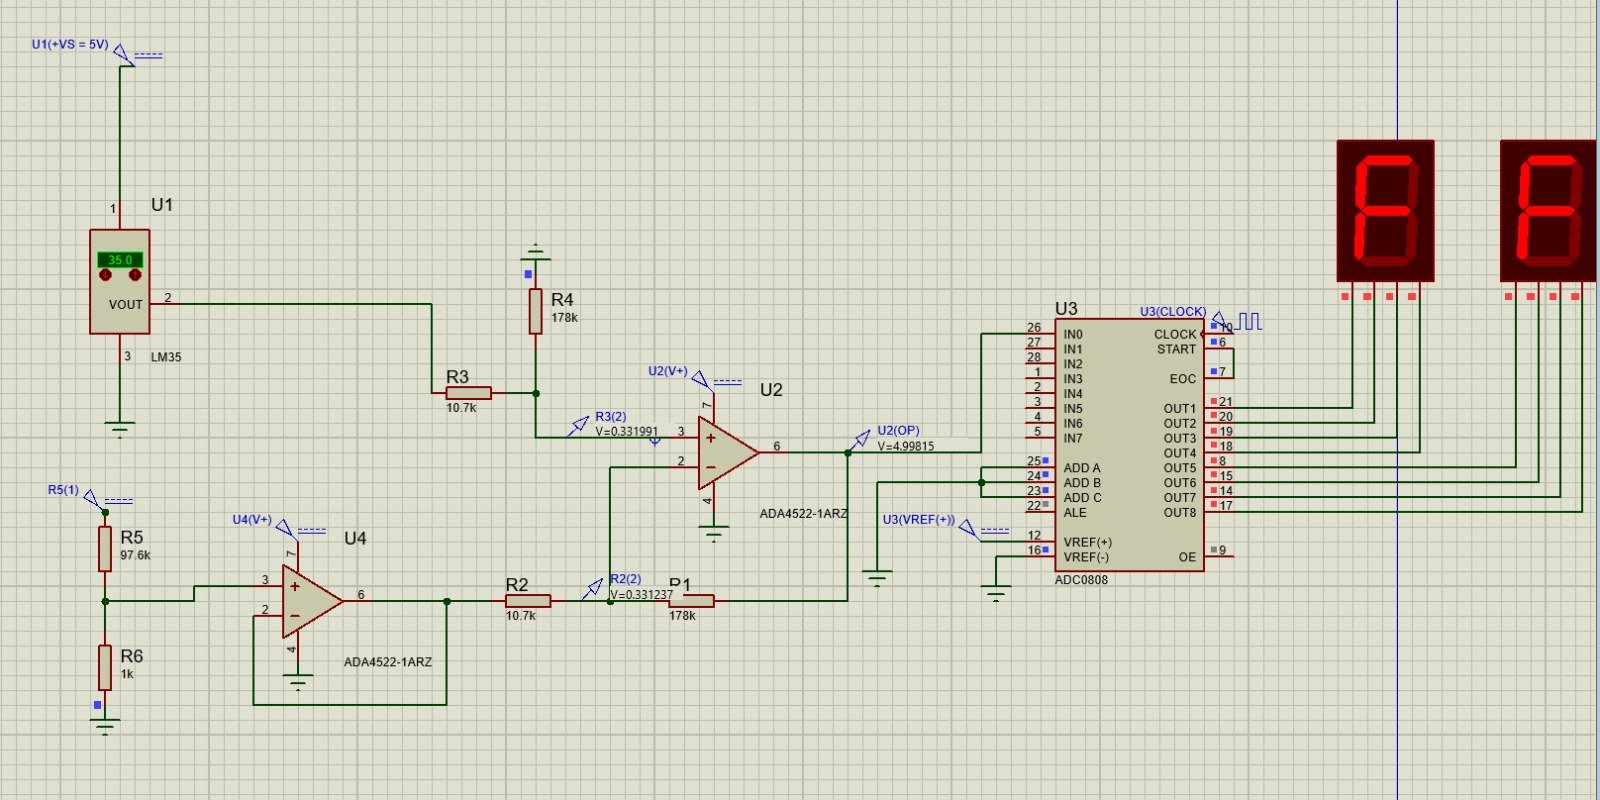 U1(+VS = 5V)
1
U1
35.0
VOUT
2
3
LM35
R4
178k
R3
10.7k
R3(2)
V=0.331991
U2(V+)
U2
7
3
2
6
4
ADA4522-1ARZ
U2(OP)
V=4.99815
R5(1)
R5
97.6k
R6
1k
U4(V+)
U4
7
3
2
6
4
ADA4522-1ARZ
R2
10.7k
R2(2)
V=0.331237
R1
178k
U3
U3(CLOCK)
26 IN0 CLOCK 10
27 IN1 START 6
28 IN2
1 IN3 EOC 7
2 IN4
3 IN5 OUT1 21
4 IN6 OUT2 20
5 IN7 OUT3 19
OUT4 18
25 ADD A OUT5 8
24 ADD B OUT6 15
23 ADD C OUT7 14
22 ALE OUT8 17
U3(VREF(+))
12 VREF(+)
16 VREF(-) OE 9
ADC0808
F F